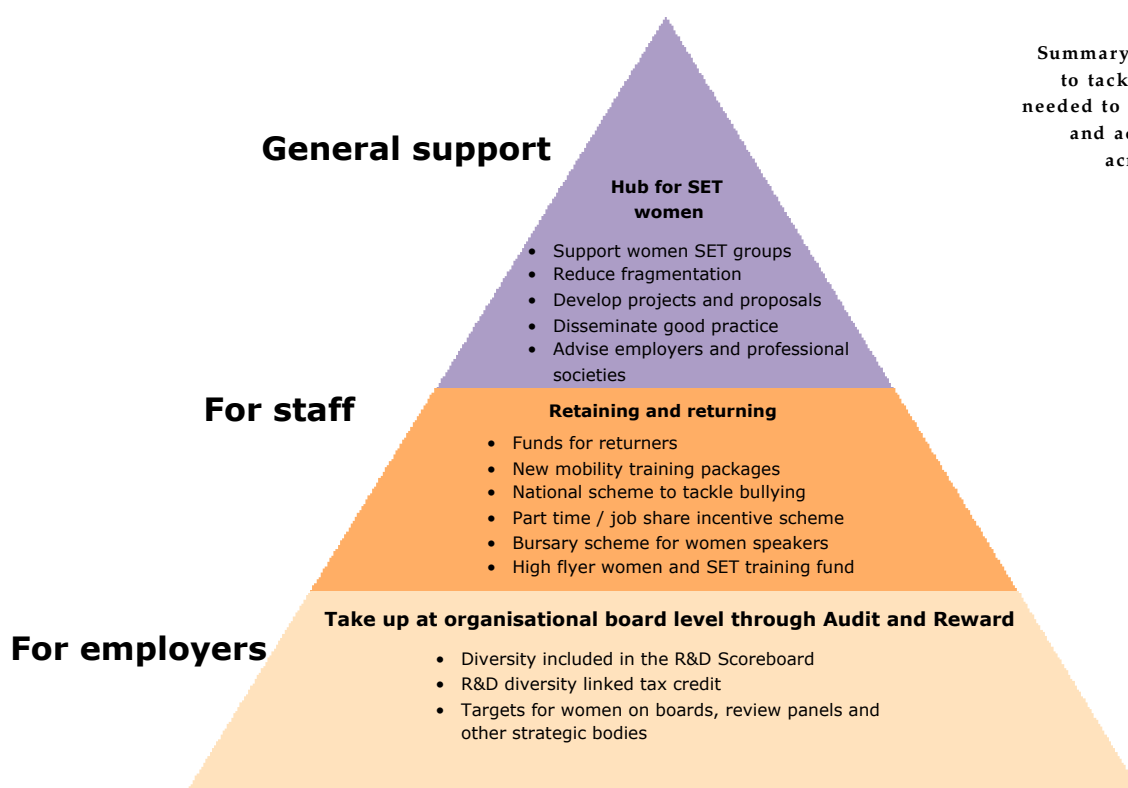 Summary
to tack
needed to
and a
acr
General support
Hub for SET
women
• Support women SET groups
• Reduce fragmentation
• Develop projects and proposals
• Disseminate good practice
• Advise employers and professional
societies
For staff
Retaining and returning
• Funds for returners
• New mobility training packages
• National scheme to tackle bullying
• Part time / job share incentive scheme
• Bursary scheme for women speakers
• High flyer women and SET training fund
For employers
Take up at organisational board level through Audit and Reward
• Diversity included in the R&D Scoreboard
• R&D diversity linked tax credit
• Targets for women on boards, review panels and
other strategic bodies